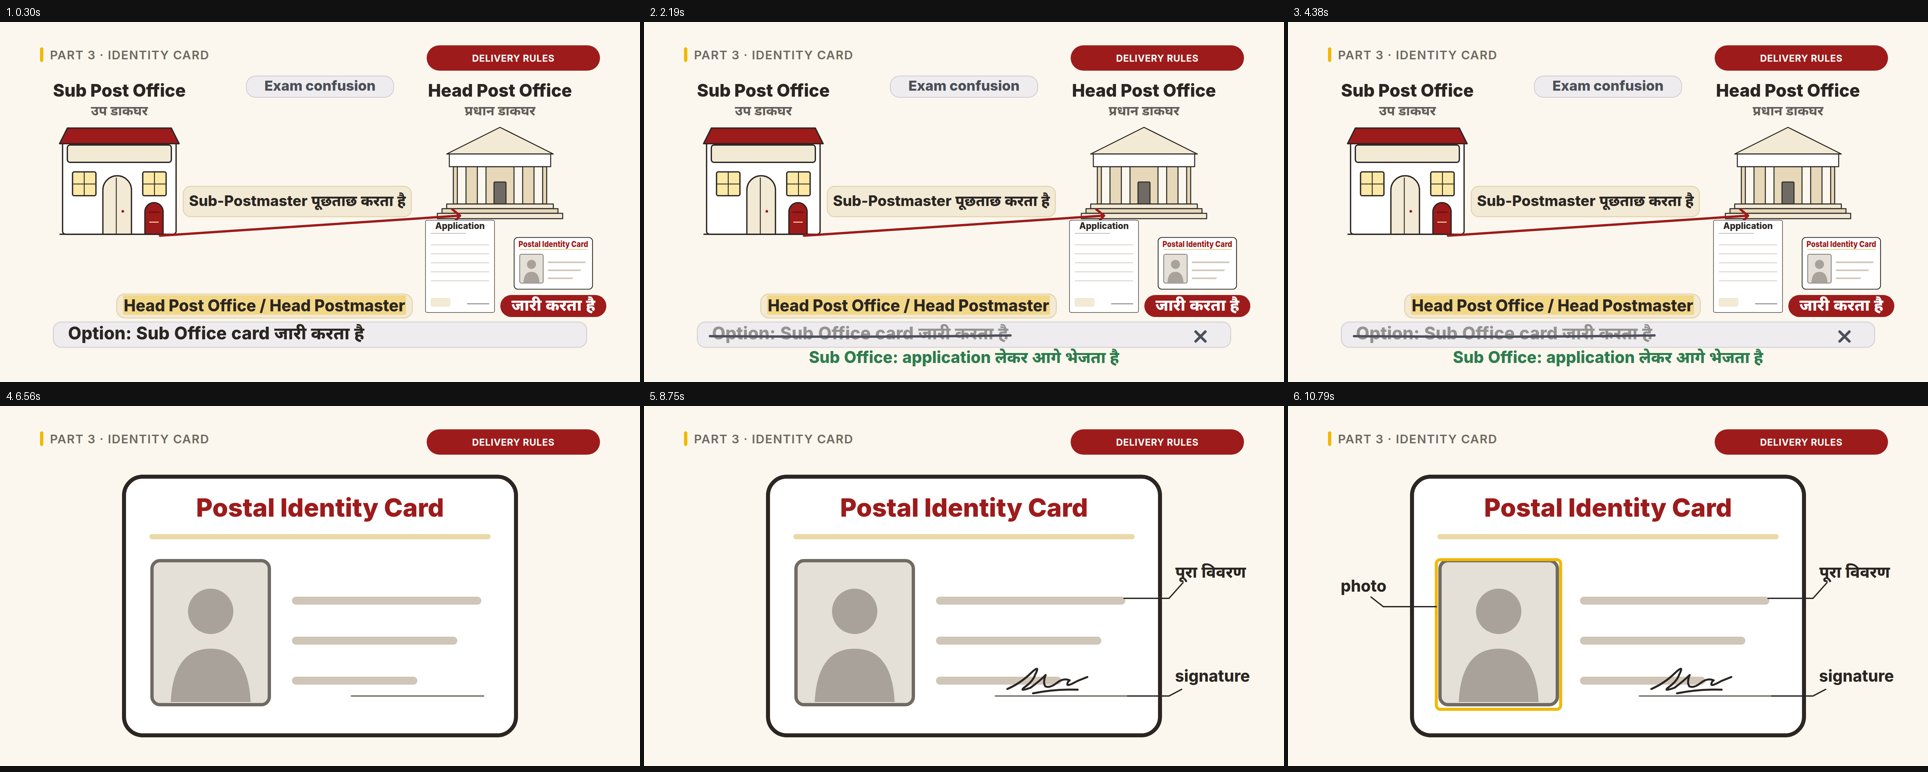 1. 0.30s
PART 3 · IDENTITY CARD
DELIVERY RULES
Sub Post Office
उप डाकघर
Exam confusion
Head Post Office
प्रधान डाकघर
Sub-Postmaster पूछताछ करता है
Application
Postal Identity Card
Head Post Office / Head Postmaster
जारी करता है
Option: Sub Office card जारी करता है
2. 2.19s
PART 3 · IDENTITY CARD
DELIVERY RULES
Sub Post Office
उप डाकघर
Exam confusion
Head Post Office
प्रधान डाकघर
Sub-Postmaster पूछताछ करता है
Application
Postal Identity Card
Head Post Office / Head Postmaster
जारी करता है
Option: Sub Office card जारी करता है
Sub Office: application लेकर आगे भेजता है
3. 4.38s
PART 3 · IDENTITY CARD
DELIVERY RULES
Sub Post Office
उप डाकघर
Exam confusion
Head Post Office
प्रधान डाकघर
Sub-Postmaster पूछताछ करता है
Application
Postal Identity Card
Head Post Office / Head Postmaster
जारी करता है
Option: Sub Office card जारी करता है
Sub Office: application लेकर आगे भेजता है
4. 6.56s
PART 3 · IDENTITY CARD
DELIVERY RULES
Postal Identity Card
5. 8.75s
PART 3 · IDENTITY CARD
DELIVERY RULES
Postal Identity Card
पूरा विवरण
signature
6. 10.79s
PART 3 · IDENTITY CARD
DELIVERY RULES
Postal Identity Card
पूरा विवरण
photo
signature